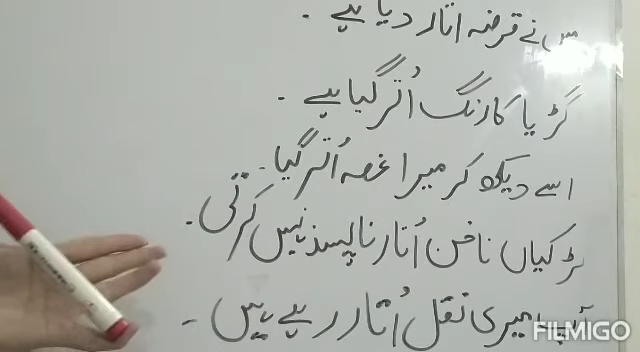 میں نے قرضہ اتار دیا ہے ۔
گڑیا کا رنگ اُتر گیا ہے ۔
اسے دیکھ کر میرا غصہ اُتر گیا ۔
لڑکیاں ناخن اُتارنا پسند نہیں کرتی ۔
آپ میری نقل اُتار رہے ہیں ۔
FILMIGO